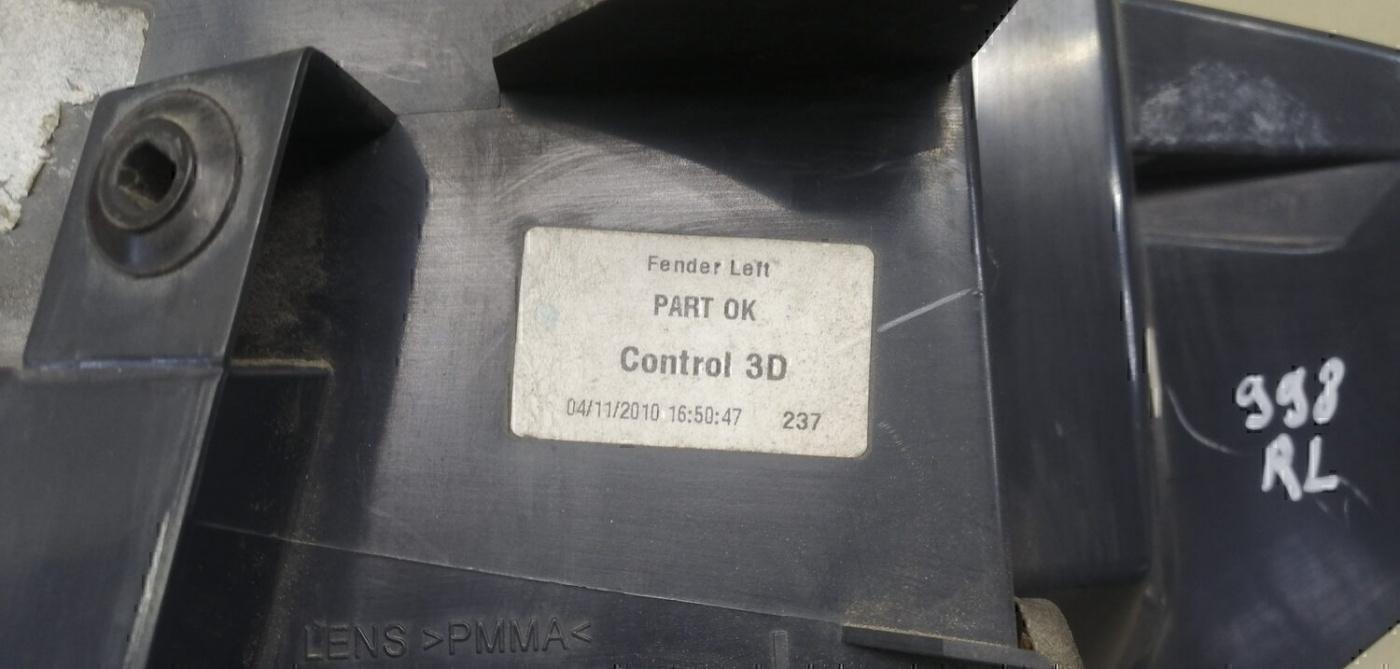 Fender Left
PART OK
Control 3D
04/11/2010 16:50:47 237
998
RL
LENS >PMMA<